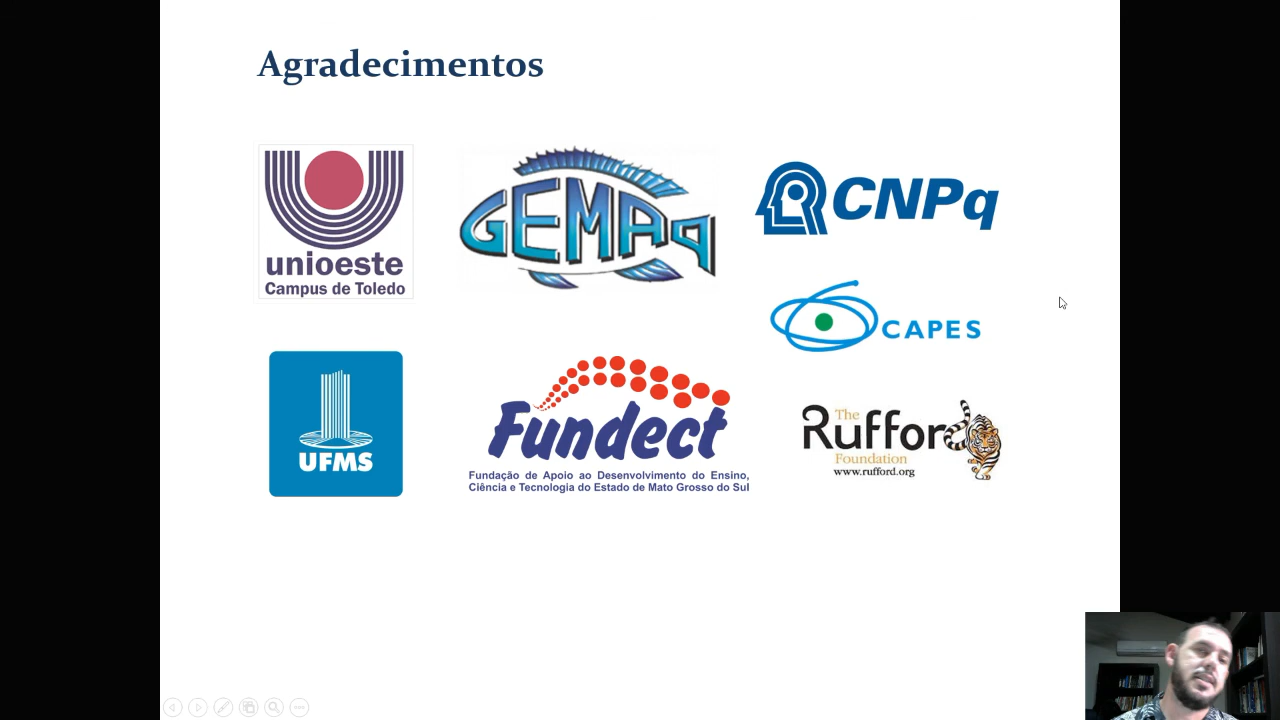 Agradecimentos
unioeste
Campus de Toledo
GEMAq
CNPq
CAPES
UFMS
Fundect
Fundação de Apoio ao Desenvolvimento do Ensino,
Ciência e Tecnologia do Estado de Mato Grosso do Sul
The
Rufford
Foundation
www.rufford.org